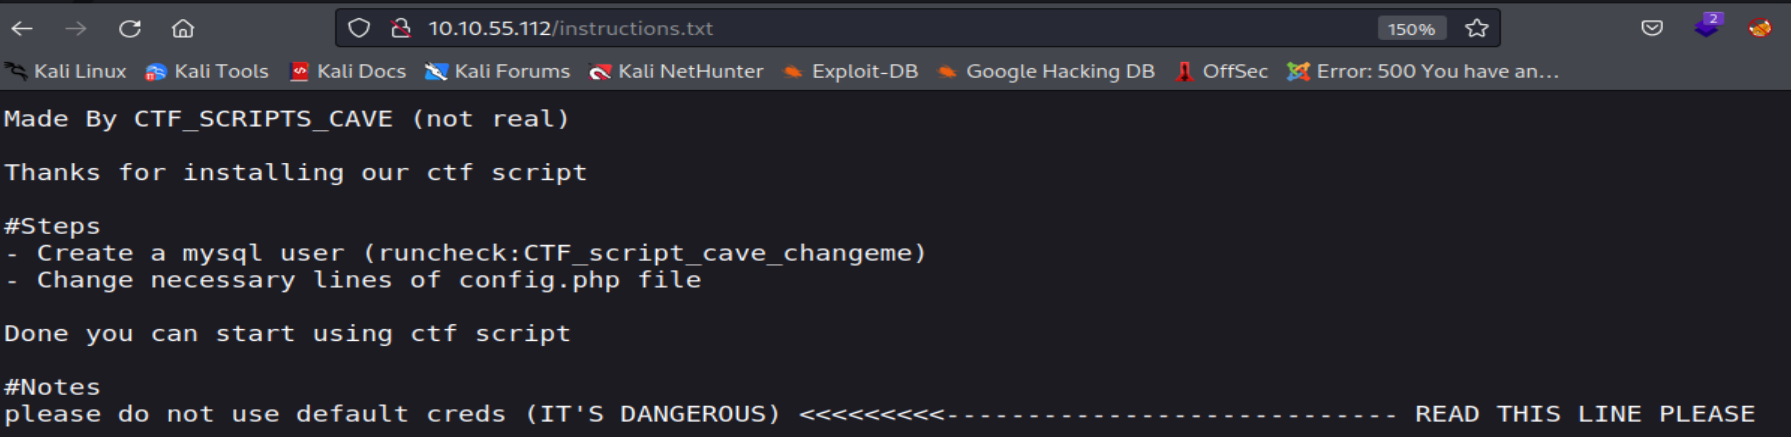 10.10.55.112/instructions.txt
150%
2
Kali Linux
Kali Tools
Kali Docs
Kali Forums
Kali NetHunter
Exploit-DB
Google Hacking DB
OffSec
Error: 500 You have an...
Made By CTF_SCRIPTS_CAVE (not real)
Thanks for installing our ctf script
#Steps
- Create a mysql user (runcheck:CTF_script_cave_changeme)
- Change necessary lines of config.php file
Done you can start using ctf script
#Notes
please do not use default creds (IT'S DANGEROUS) <<<<<<<<<---------------------------- READ THIS LINE PLEASE